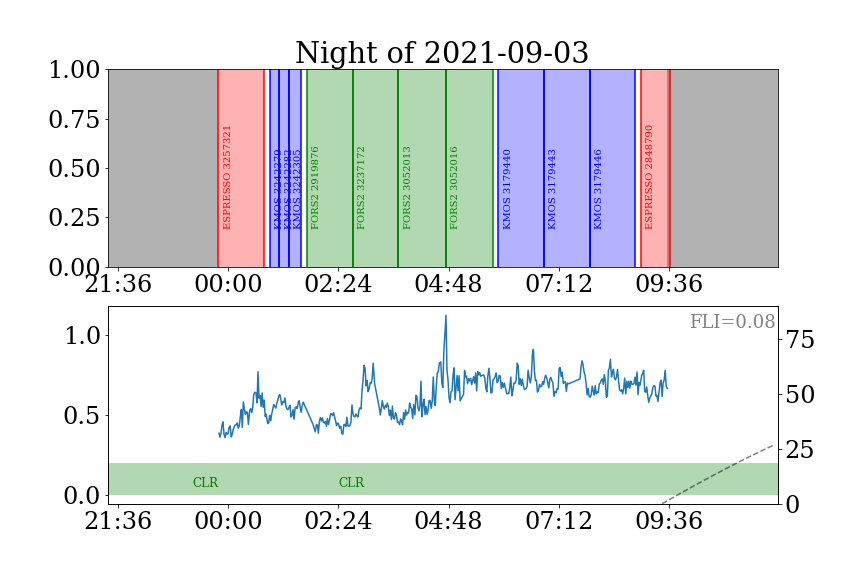 Night of 2021-09-03
1.00
0.75
0.50
0.25
0.00
ESPRESSO 3257321
KMOS 3242279
KMOS 3242282
KMOS 3242305
FORS2 2919876
FORS2 3237172
FORS2 3052013
FORS2 3052016
KMOS 3179440
KMOS 3179443
KMOS 3179446
ESPRESSO 2848790
21:36 00:00 02:24 04:48 07:12 09:36
FLI=0.08
1.0
0.5
0.0
75
50
25
0
CLR CLR
21:36 00:00 02:24 04:48 07:12 09:36